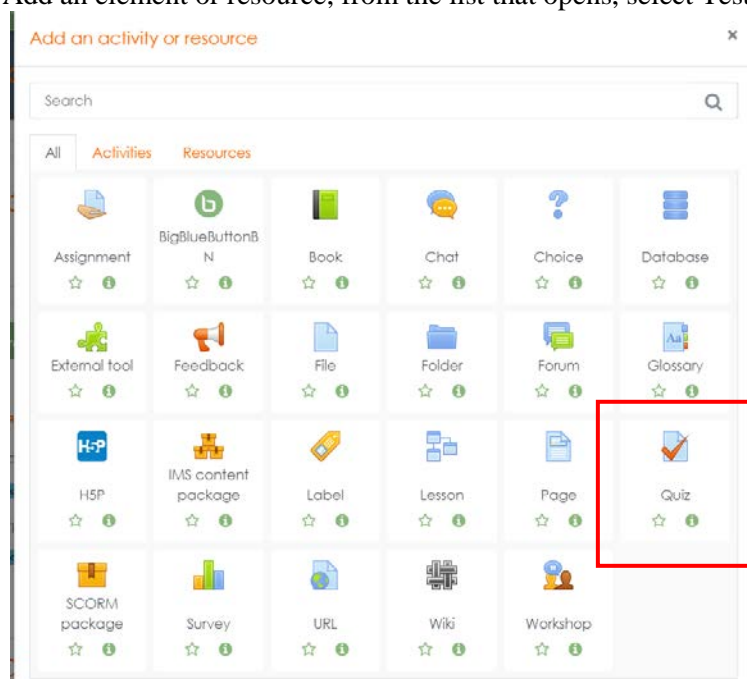 Add an element or resource, from the list that opens, select Test
Add an activity or resource ×
Search
All Activities Resources
Assignment
BigBlueButtonB
N
Book
Chat
Choice
Database
External tool
Feedback
File
Folder
Forum
Glossary
H5P
IMS content
package
Label
Lesson
Page
Quiz
SCORM
package
Survey
URL
Wiki
Workshop